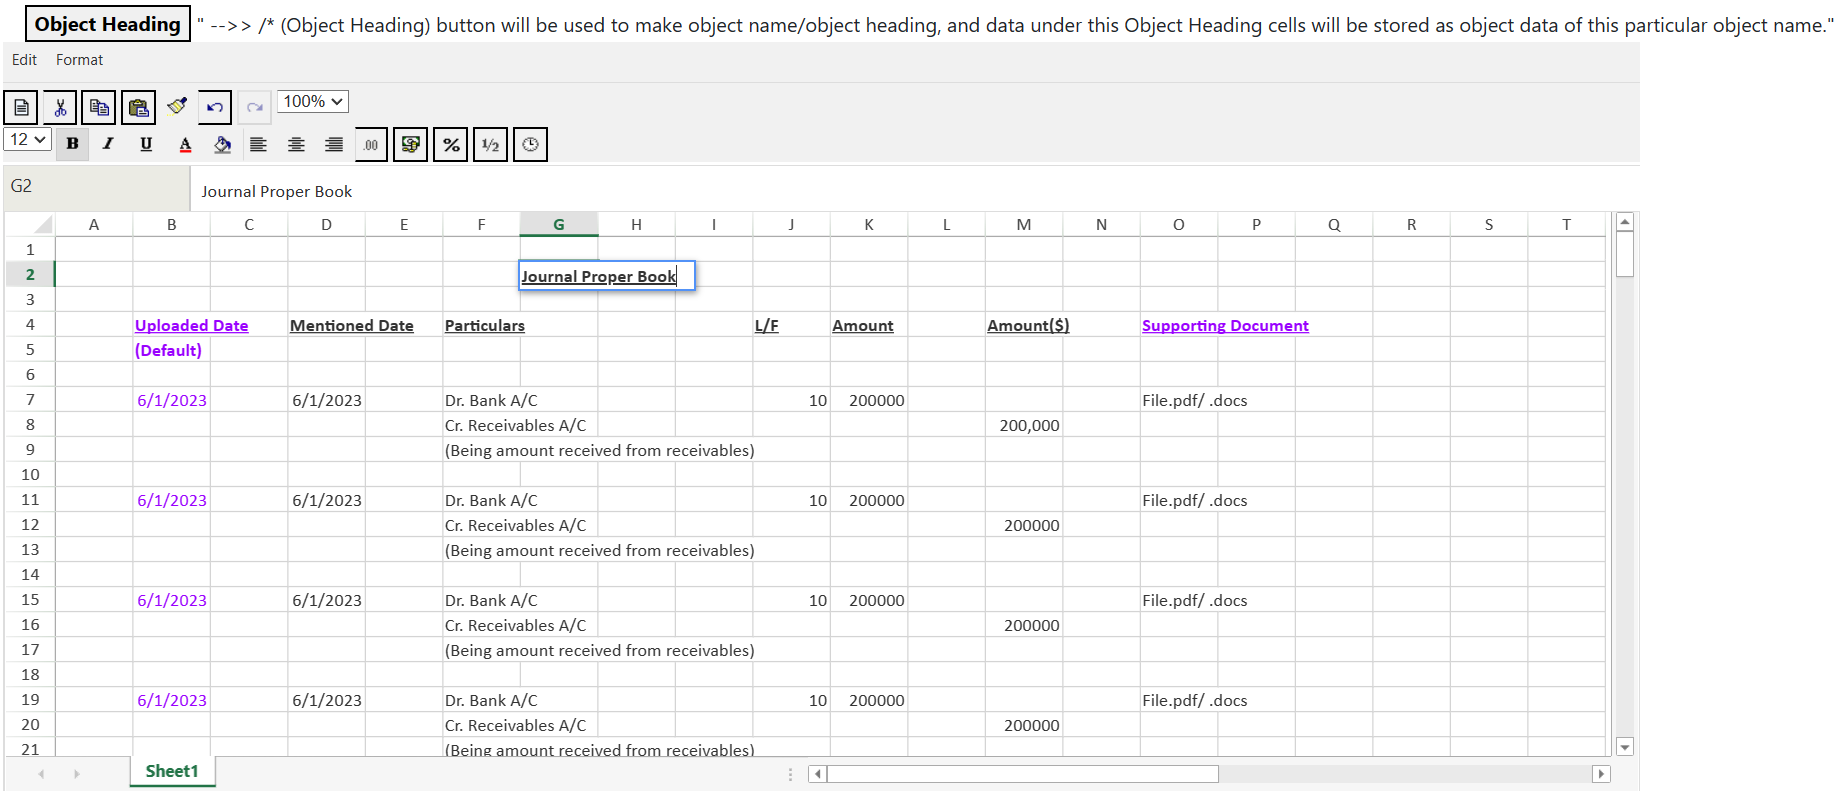 Object Heading " -->> /* (Object Heading) button will be used to make object name/object heading, and data under this Object Heading cells will be stored as object data of this particular object name."
Edit Format
100%
12 B I U A .00 % 1/2
G2 Journal Proper Book
A B C D E F G H I J K L M N O P Q R S T
1
2 Journal Proper Book
3
4 Uploaded Date Mentioned Date Particulars L/F Amount Amount($) Supporting Document
5 (Default)
6
7 6/1/2023 6/1/2023 Dr. Bank A/C 10 200000 File.pdf/ .docs
8 Cr. Receivables A/C 200,000
9 (Being amount received from receivables)
10
11 6/1/2023 6/1/2023 Dr. Bank A/C 10 200000 File.pdf/ .docs
12 Cr. Receivables A/C 200000
13 (Being amount received from receivables)
14
15 6/1/2023 6/1/2023 Dr. Bank A/C 10 200000 File.pdf/ .docs
16 Cr. Receivables A/C 200000
17 (Being amount received from receivables)
18
19 6/1/2023 6/1/2023 Dr. Bank A/C 10 200000 File.pdf/ .docs
20 Cr. Receivables A/C 200000
21 (Being amount received from receivables)
Sheet1